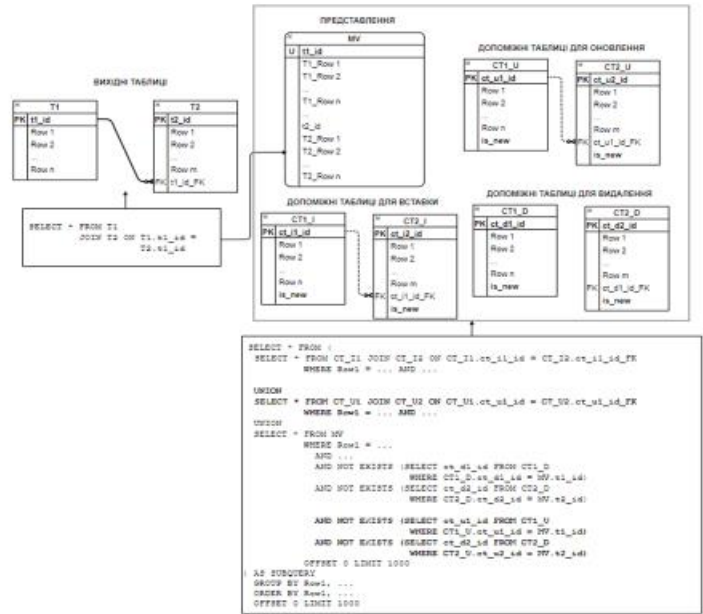 ПРЕДСТАВЛЕННЯ
MV
U t1_id
T1_Row 1
T1_Row 2
...
T1_Row n
...
t2_id
T2_Row 1
T2_Row 2
...
T2_Row n
ВИХІДНІ ТАБЛИЦІ
T1
PK t1_id
Row 1
Row 2
...
Row n
T2
PK t2_id
Row 1
Row 2
...
Row m
FK t1_id_FK
SELECT * FROM T1
JOIN T2 ON T1.t1_id =
T2.t1_id
ДОПОМІЖНІ ТАБЛИЦІ ДЛЯ ОНОВЛЕННЯ
CT1_U
PK ct_u1_id
Row 1
Row 2
...
Row n
is_new
CT2_U
PK ct_u2_id
Row 1
Row 2
...
Row m
FK ct_u1_id_FK
is_new
ДОПОМІЖНІ ТАБЛИЦІ ДЛЯ ВСТАВКИ
CT1_I
PK ct_i1_id
Row 1
Row 2
...
Row n
is_new
CT2_I
PK ct_i2_id
Row 1
Row 2
...
Row m
FK ct_i1_id_FK
is_new
ДОПОМІЖНІ ТАБЛИЦІ ДЛЯ ВИДАЛЕННЯ
CT1_D
PK ct_d1_id
Row 1
Row 2
...
Row n
is_new
CT2_D
PK ct_d2_id
Row 1
Row 2
...
Row m
FK ct_d1_id_FK
is_new
SELECT * FROM (
SELECT * FROM CT_I1 JOIN CT_I2 ON CT_I1.ct_i1_id = CT_I2.ct_i1_id_FK
WHERE Row1 = ... AND ...
UNION
SELECT * FROM CT_U1 JOIN CT_U2 ON CT_U1.ct_u1_id = CT_U2.ct_u1_id_FK
WHERE Row1 = ... AND ...
UNION
SELECT * FROM MV
WHERE Row1 = ...
AND ...
AND NOT EXISTS (SELECT ct_d1_id FROM CT1_D
WHERE CT1_D.ct_d1_id = MV.t1_id)
AND NOT EXISTS (SELECT ct_d2_id FROM CT2_D
WHERE CT2_D.ct_d2_id = MV.t2_id)
AND NOT EXISTS (SELECT ct_u1_id FROM CT1_U
WHERE CT1_U.ct_u1_id = MV.t1_id)
AND NOT EXISTS (SELECT ct_d2_id FROM CT2_D
WHERE CT2_U.ct_u2_id = MV.t2_id)
OFFSET 0 LIMIT 1000
) AS SUBQUERY
GROUP BY Row1, ...
ORDER BY Row1, ...
OFFSET 0 LIMIT 1000